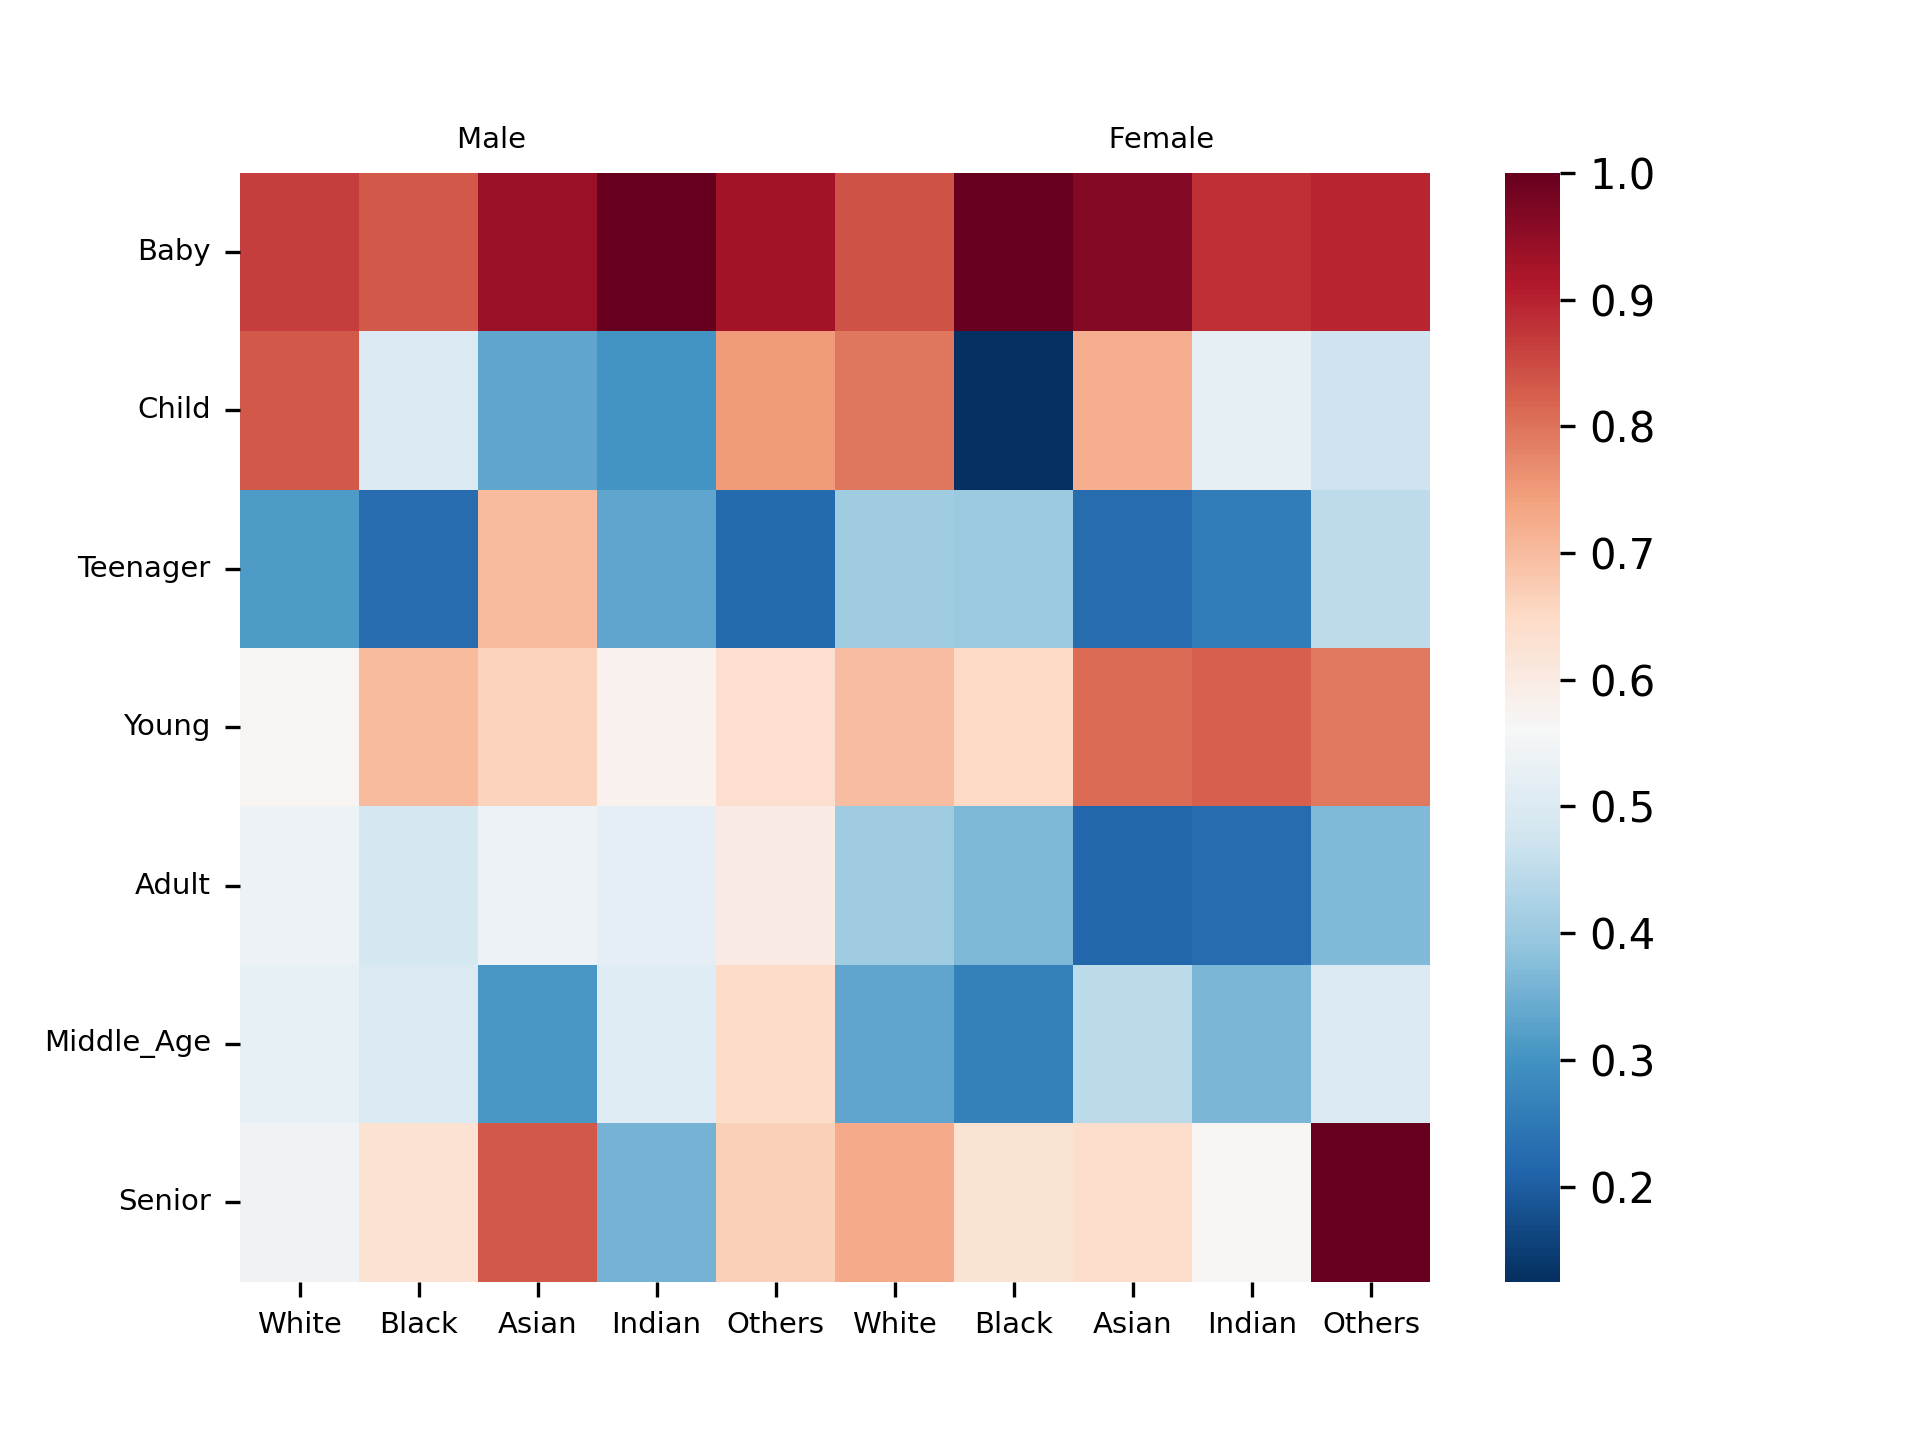 Male Female
Baby
Child
Teenager
Young
Adult
Middle_Age
Senior
White Black Asian Indian Others White Black Asian Indian Others
1.0
0.9
0.8
0.7
0.6
0.5
0.4
0.3
0.2